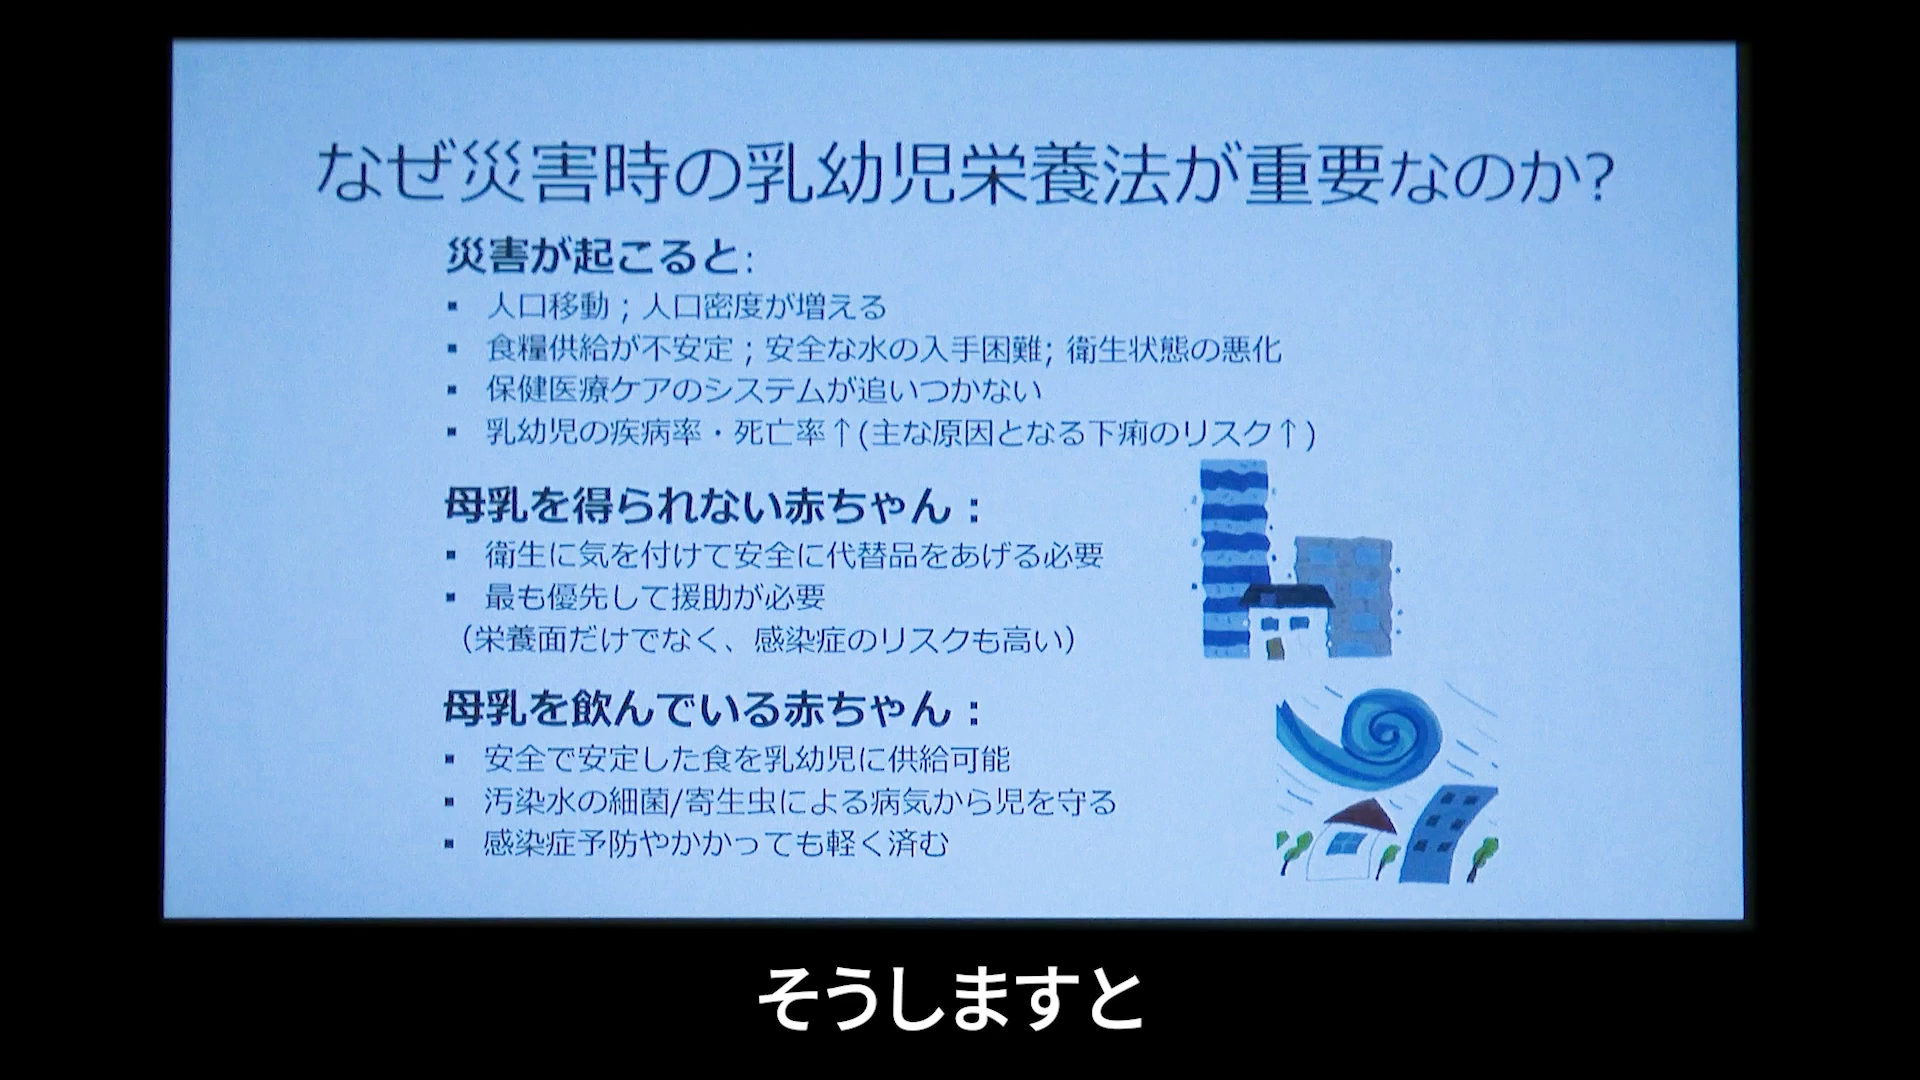 なぜ災害時の乳幼児栄養法が重要なのか?
災害が起こると:
▪ 人口移動；人口密度が増える
▪ 食糧供給が不安定；安全な水の入手困難; 衛生状態の悪化
▪ 保健医療ケアのシステムが追いつかない
▪ 乳幼児の疾病率・死亡率↑(主な原因となる下痢のリスク↑)
母乳を得られない赤ちゃん：
▪ 衛生に気を付けて安全に代替品をあげる必要
▪ 最も優先して援助が必要
（栄養面だけでなく、感染症のリスクも高い）
母乳を飲んでいる赤ちゃん：
▪ 安全で安定した食を乳幼児に供給可能
▪ 汚染水の細菌/寄生虫による病気から児を守る
▪ 感染症予防やかかっても軽く済む
そうしますと